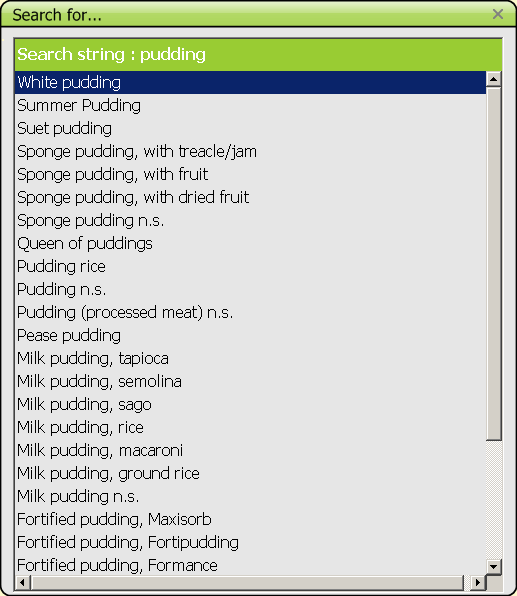 Search for...
Search string : pudding
White pudding
Summer Pudding
Suet pudding
Sponge pudding, with treacle/jam
Sponge pudding, with fruit
Sponge pudding, with dried fruit
Sponge pudding n.s.
Queen of puddings
Pudding rice
Pudding n.s.
Pudding (processed meat) n.s.
Pease pudding
Milk pudding, tapioca
Milk pudding, semolina
Milk pudding, sago
Milk pudding, rice
Milk pudding, macaroni
Milk pudding, ground rice
Milk pudding n.s.
Fortified pudding, Maxisorb
Fortified pudding, Fortipudding
Fortified pudding, Formance